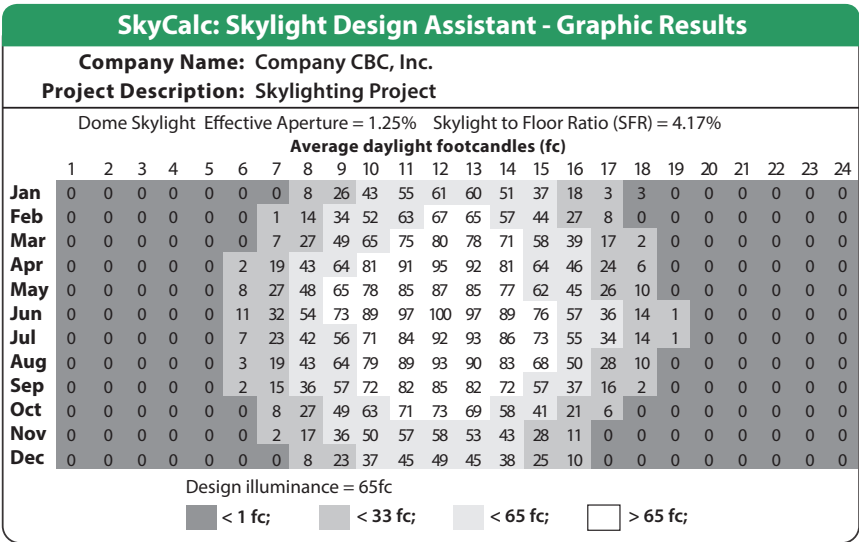 SkyCalc: Skylight Design Assistant - Graphic Results
Company Name: Company CBC, Inc.
Project Description: Skylighting Project
Dome Skylight Effective Aperture = 1.25% Skylight to Floor Ratio (SFR) = 4.17%
Average daylight footcandles (fc)
1 2 3 4 5 6 7 8 9 10 11 12 13 14 15 16 17 18 19 20 21 22 23 24
Jan 0 0 0 0 0 0 0 8 26 43 55 61 60 51 37 18 3 3 0 0 0 0 0 0
Feb 0 0 0 0 0 0 1 14 34 52 63 67 65 57 44 27 8 0 0 0 0 0 0 0
Mar 0 0 0 0 0 0 7 27 49 65 75 80 78 71 58 39 17 2 0 0 0 0 0 0
Apr 0 0 0 0 0 2 19 43 64 81 91 95 92 81 64 46 24 6 0 0 0 0 0 0
May 0 0 0 0 0 8 27 48 65 78 85 87 85 77 62 45 26 10 0 0 0 0 0 0
Jun 0 0 0 0 0 11 32 54 73 89 97 100 97 89 76 57 36 14 1 0 0 0 0 0
Jul 0 0 0 0 0 7 23 42 56 71 84 92 93 86 73 55 34 14 1 0 0 0 0 0
Aug 0 0 0 0 0 3 19 43 64 79 89 93 90 83 68 50 28 10 0 0 0 0 0 0
Sep 0 0 0 0 0 2 15 36 57 72 82 85 82 72 57 37 16 2 0 0 0 0 0 0
Oct 0 0 0 0 0 0 8 27 49 63 71 73 69 58 41 21 6 0 0 0 0 0 0 0
Nov 0 0 0 0 0 0 2 17 36 50 57 58 53 43 28 11 0 0 0 0 0 0 0 0
Dec 0 0 0 0 0 0 0 8 23 37 45 49 45 38 25 10 0 0 0 0 0 0 0 0
Design illuminance = 65fc
< 1 fc; < 33 fc; < 65 fc; > 65 fc;